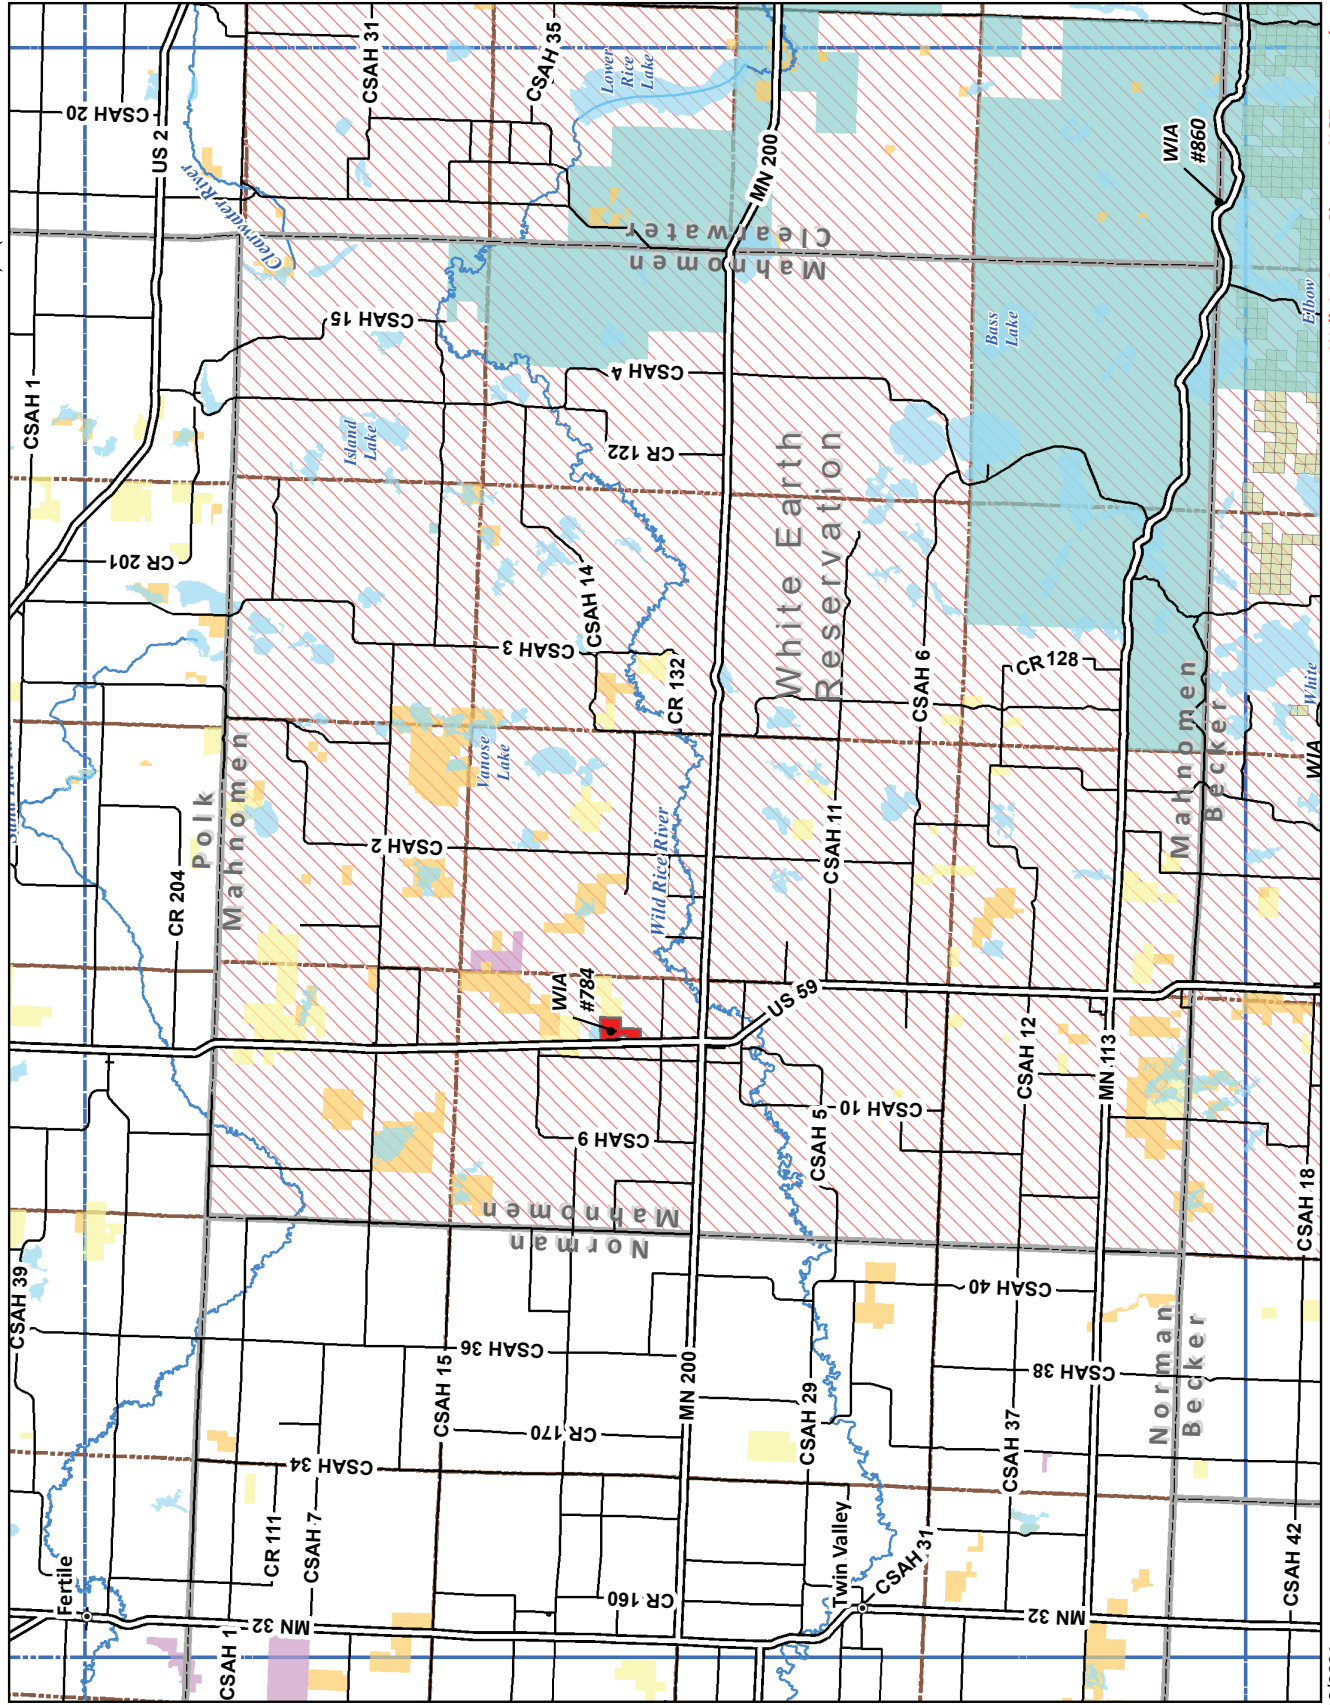 CSAH 1
CSAH 20
US 2
Clearwater River
CSAH 31
CSAH 35
Lower
Rice
Lake
MN 200
WIA
#860
Clearwater
Mahnomen
CSAH 15
CSAH 4
Bass
Lake
Elbow
Island
Lake
CR 122
White Earth
Reservation
CR 201
CSAH 14
CSAH 3
CR 132
CSAH 6
CR 128
White
WIA
Polk
Mahnomen
Vanose
Lake
CSAH 2
Wild Rice River
CSAH 11
Mahnomen
Becker
CR 204
WIA
#784
US 59
CSAH 12
MN 113
CSAH 10
CSAH 5
CSAH 9
CSAH 18
Mahnomen
Norman
CSAH 39
CSAH 40
CSAH 36
CSAH 15
MN 200
CSAH 29
CSAH 38
CSAH 37
Norman
Becker
CR 170
CSAH 34
CR 111
CSAH 7
Fertile
Twin Valley
CSAH 31
CSAH 42
CR 160
MN 32
MN 32
CSAH 1